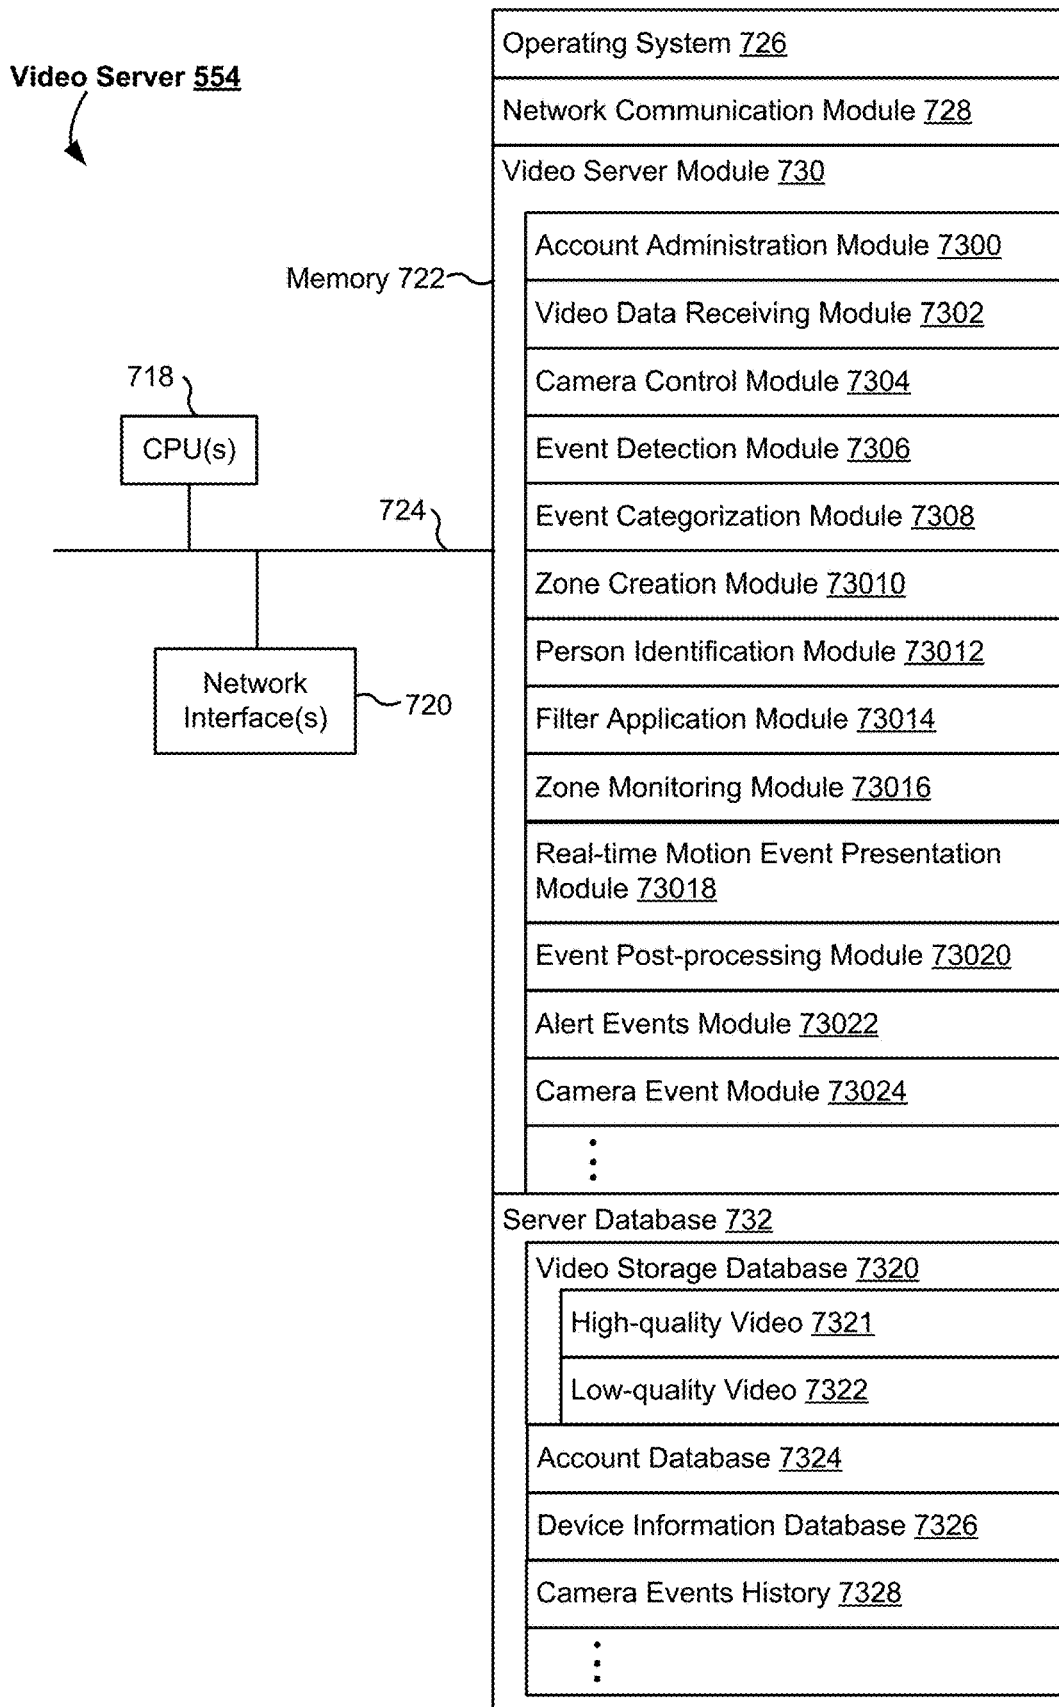 Video Server 554
Operating System 726
Network Communication Module 728
Video Server Module 730
Account Administration Module 7300
Memory 722
Video Data Receiving Module 7302
Camera Control Module 7304
718
CPU(s)
Event Detection Module 7306
724
Event Categorization Module 7308
Zone Creation Module 73010
Person Identification Module 73012
Network
Interface(s)
720
Filter Application Module 73014
Zone Monitoring Module 73016
Real-time Motion Event Presentation
Module 73018
Event Post-processing Module 73020
Alert Events Module 73022
Camera Event Module 73024
Server Database 732
Video Storage Database 7320
High-quality Video 7321
Low-quality Video 7322
Account Database 7324
Device Information Database 7326
Camera Events History 7328